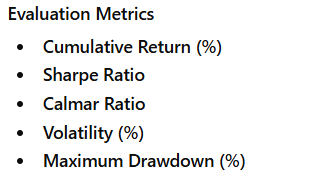 Evaluation Metrics
• Cumulative Return (%)
• Sharpe Ratio
• Calmar Ratio
• Volatility (%)
• Maximum Drawdown (%)